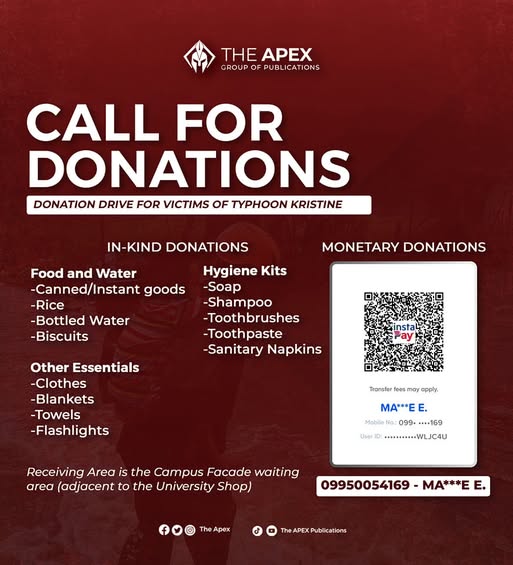 THE APEX
GROUP OF PUBLICATIONS
CALL FOR
DONATIONS
DONATION DRIVE FOR VICTIMS OF TYPHOON KRISTINE
IN-KIND DONATIONS
Food and Water
-Canned/Instant goods
-Rice
-Bottled Water
-Biscuits
Other Essentials
-Clothes
-Blankets
-Towels
-Flashlights
Hygiene Kits
-Soap
-Shampoo
-Toothbrushes
-Toothpaste
-Sanitary Napkins
MONETARY DONATIONS
insta
Pay
Transfer fees may apply.
MA***E E.
Mobile No.: 099• ••••169
User ID: •••••••••••WLJC4U
09950054169 - MA***E E.
Receiving Area is the Campus Facade waiting
area (adjacent to the University Shop)
The Apex
The APEX Publications